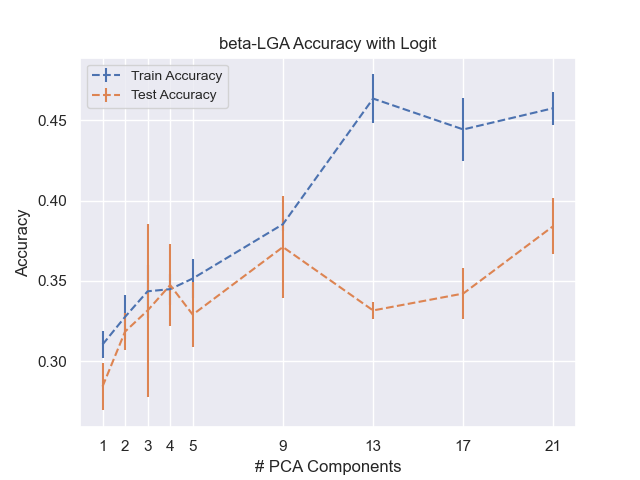 beta-LGA Accuracy with Logit
Train Accuracy
Test Accuracy
0.45
0.40
0.35
0.30
Accuracy
1 2 3 4 5 9 13 17 21
# PCA Components